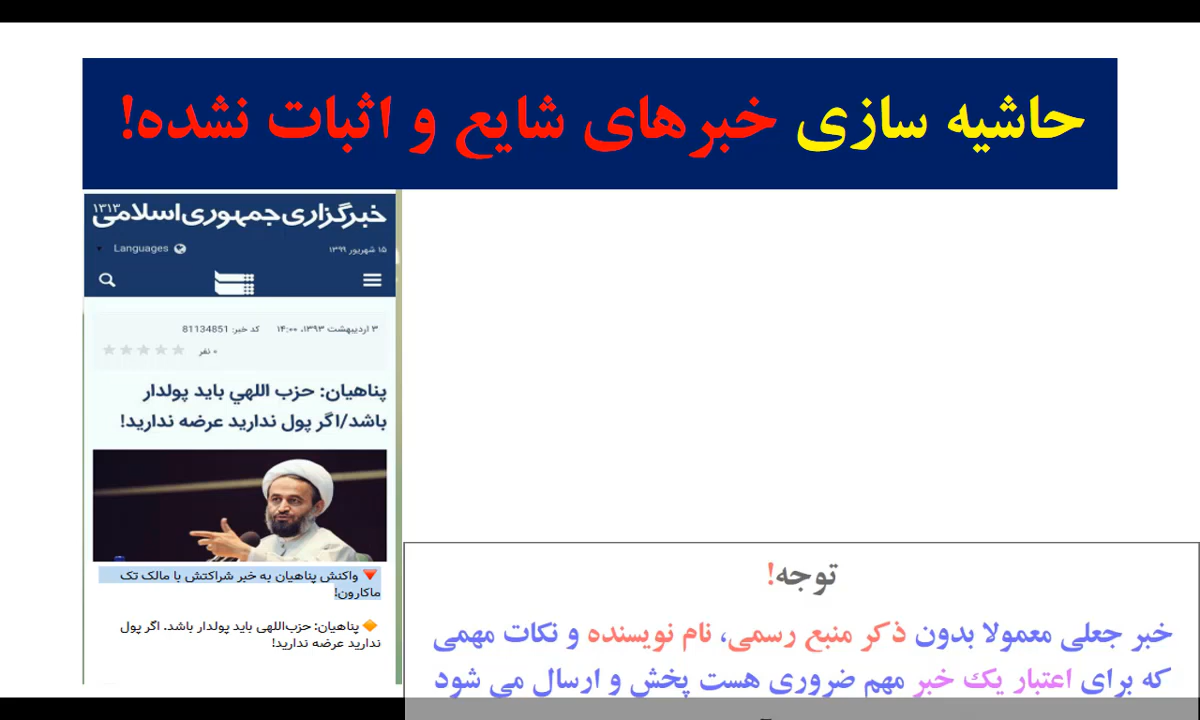 حاشیه سازی خبرهای شایع و اثبات نشده!
خبرگزاری جمهوری اسلامی ۱۳۱۳
۱۵ شهریور ۱۳۹۹
Languages
۳ اردیبهشت ۱۳۹۳، ۱۴:۰۰ کد خبر: 81134851
۰ نفر
پناهیان: حزب اللهي باید پولدار
باشد/اگر پول ندارید عرضه ندارید!
🔻 واکنش پناهیان به خبر شراکتش با مالک تک
ماکارون!
🔸 پناهیان: حزب‌اللهی باید پولدار باشد. اگر پول
ندارید عرضه ندارید!
توجه!
خبر جعلی معمولا بدون ذکر منبع رسمی، نام نویسنده و نکات مهمی
که برای اعتبار یک خبر مهم ضروری هست پخش و ارسال می شود